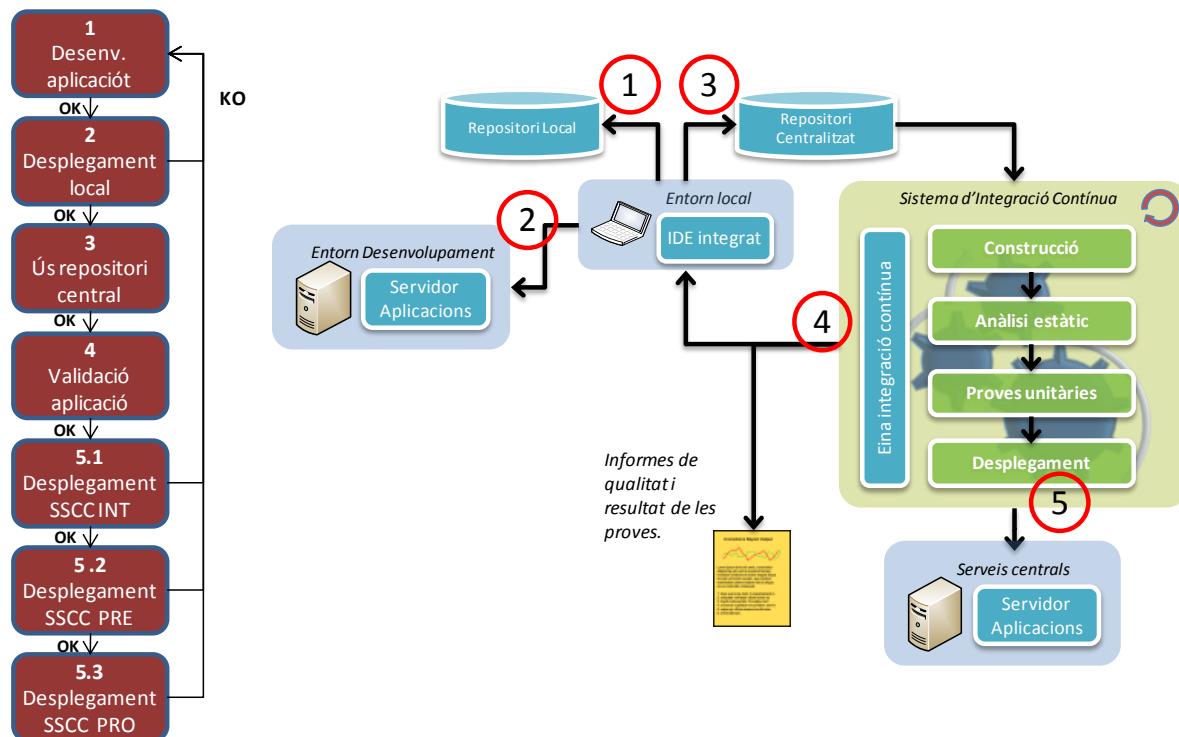 1
Desenv.
aplicaciót
OK
KO
2
Desplegament
local
OK
3
Ús repositori
central
OK
4
Validació
aplicació
OK
5.1
Desplegament
SSCC INT
OK
5.2
Desplegament
SSCC PRE
OK
5.3
Desplegament
SSCC PRO
1
Repositori Local
3
Repositori
Centralitzat
2
Entorn local
IDE integrat
Entorn Desenvolupament
Servidor
Aplicacions
4
Informes de
qualitat i
resultat de les
proves.
Sistema d'Integració Contínua
Eina integració contínua
Construcció
Anàlisi estàtic
Proves unitàries
Desplegament
5
Serveis centrals
Servidor
Aplicacions